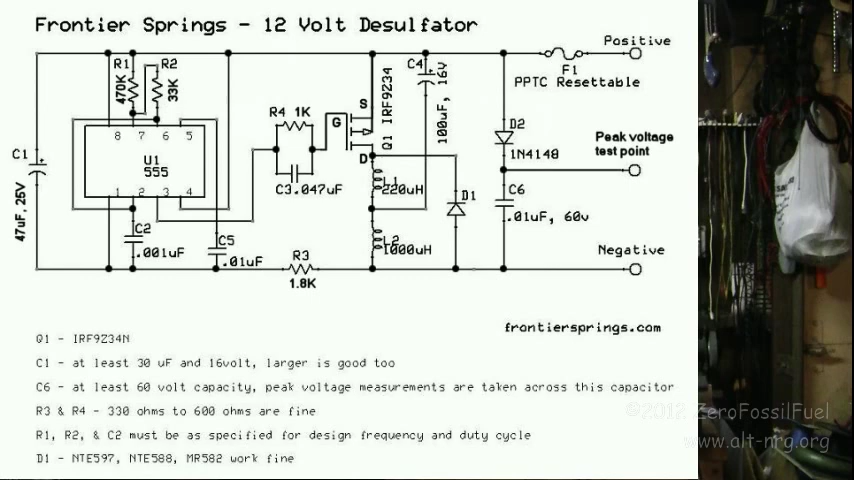 Frontier Springs - 12 Volt Desulfator
Positive
F1
PPTC Resettable
R1
R2
470K
33K
C4
100uF, 16V
S
G
D
Q1 IRF9Z34
R4 1K
C3.047uF
8 7 6 5
U1
555
1 2 3 4
C1
47uF, 25V
D2
1N4148
Peak voltage
test point
L1
220uH
D1
C6
.01uF, 60v
C2
.001uF
C5
.01uF
R3
1.8K
L2
1000uH
Negative
frontiersprings.com
Q1 - IRF9Z34N
C1 - at least 30 uF and 16volt, larger is good too
C6 - at least 60 volt capacity, peak voltage measurements are taken across this capacitor
R3 & R4 - 330 ohms to 600 ohms are fine
R1, R2, & C2 must be as specified for design frequency and duty cycle
D1 - NTE597, NTE588, MR582 work fine
©2012 ZeroFossilFuel
www.alt-nrg.org